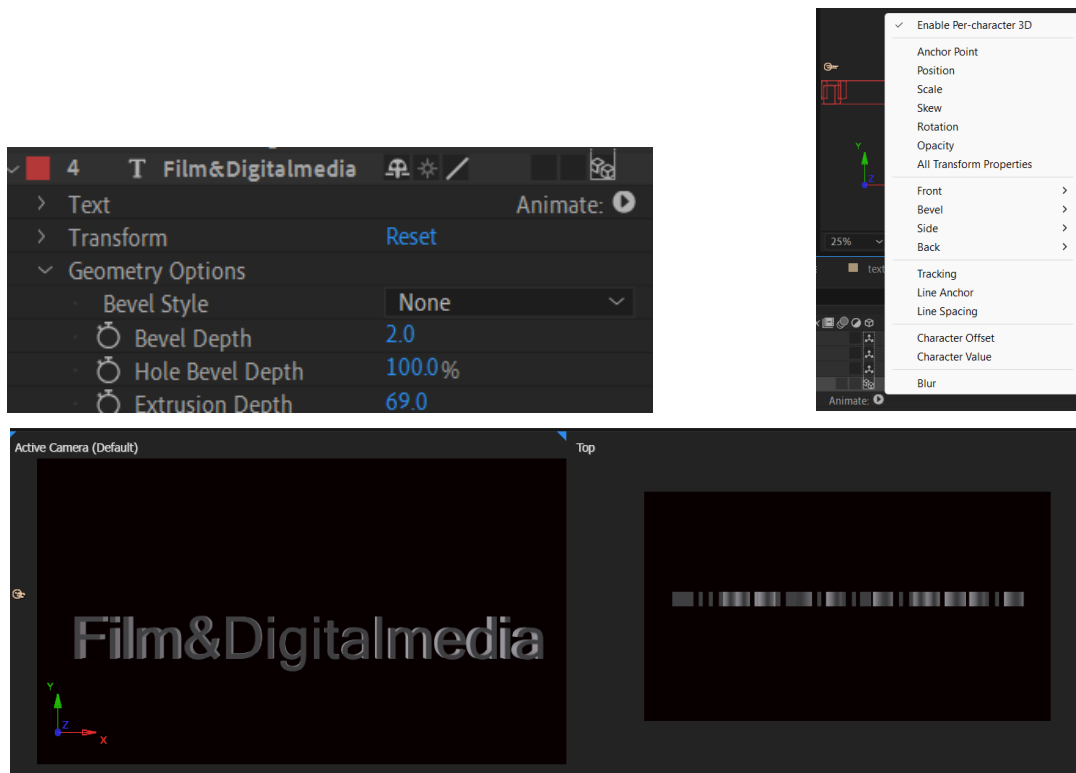 4 T Film&Digitalmedia
Text Animate:
Transform Reset
Geometry Options
Bevel Style None
Bevel Depth 2.0
Hole Bevel Depth 100.0%
Extrusion Depth 69.0
Enable Per-character 3D
Anchor Point
Position
Scale
Skew
Rotation
Opacity
All Transform Properties
Front
Bevel
Side
Back
Tracking
Line Anchor
Line Spacing
Character Offset
Character Value
Blur
Y
Z
25%
text
Animate:
Active Camera (Default)
Top
Film&Digitalmedia
Y
Z
X